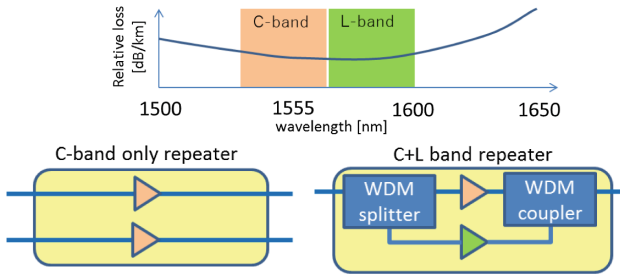 Relative loss
[dB/km]
C-band
L-band
1500
1555
1600
1650
wavelength [nm]
C-band only repeater
C+L band repeater
WDM
splitter
WDM
coupler